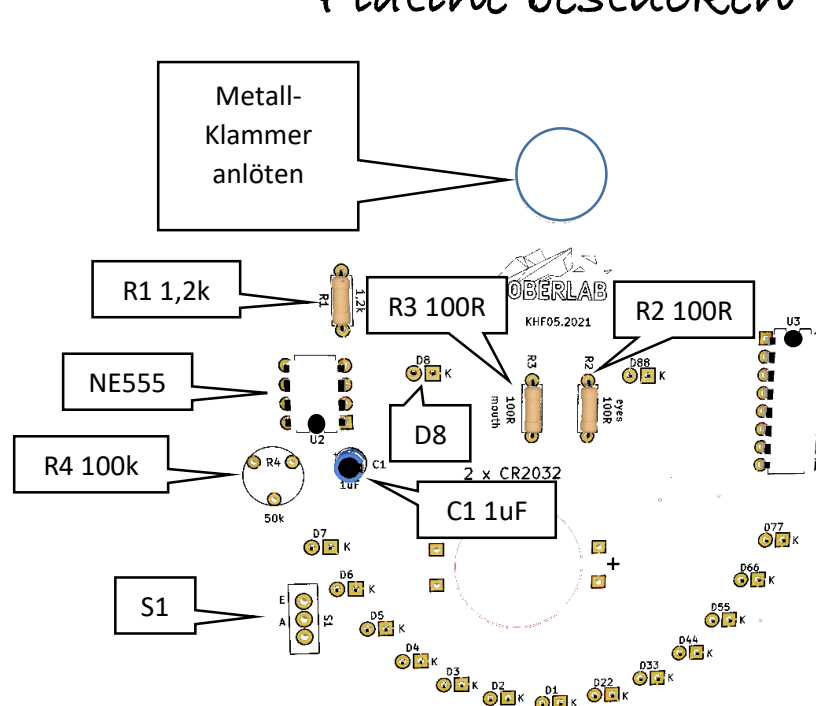 Platine bestücken
Metall-
Klammer
anlöten
R1 1,2k
R1
1,2k
R3 100R
OBERLAB
KHF05.2021
R2 100R
U3
NE555
U2
D8
K
D8
R3
100R
mouth
R2
100R
eyes
D88
K
R4 100k
R4
50k
C1
1uF
2 x CR2032
C1 1uF
+
D7
K
D77
K
D6
K
D66
K
S1
E
A
S1
D5
K
D55
K
D4
K
D44
K
D3
K
D33
K
D2
K
D1
K
D22
K